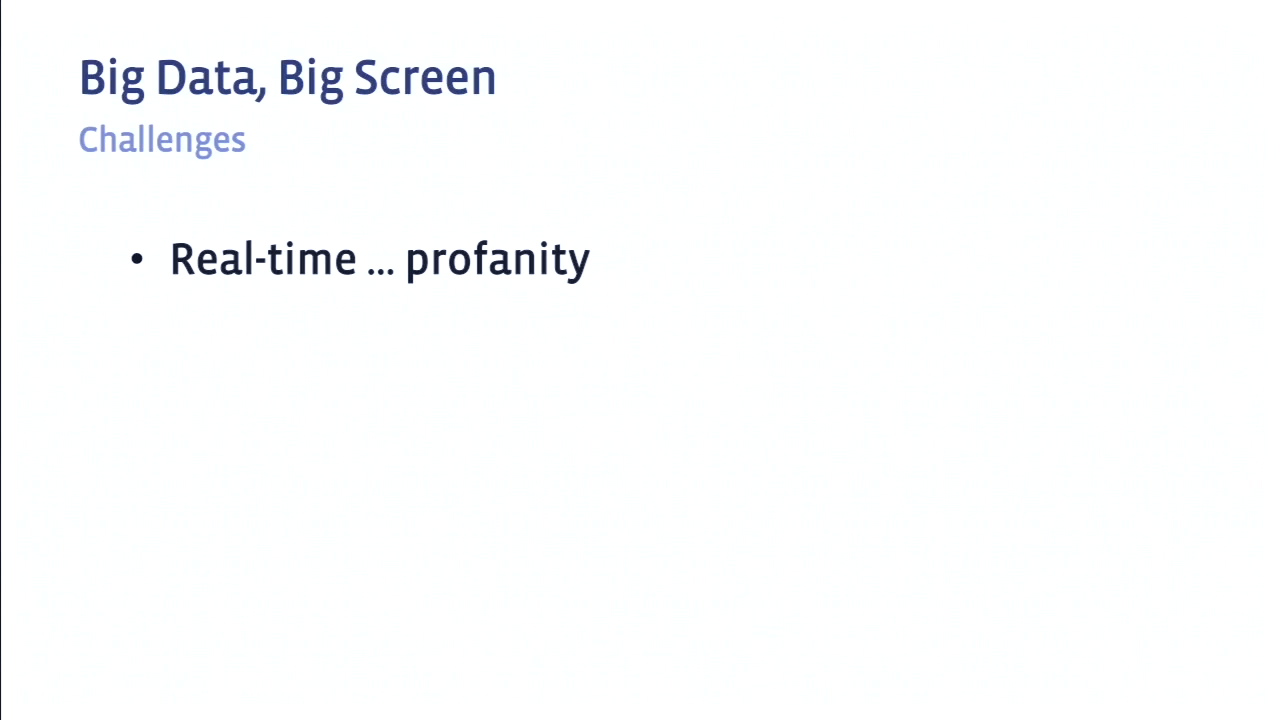 Big Data, Big Screen
Challenges
• Real-time ... profanity